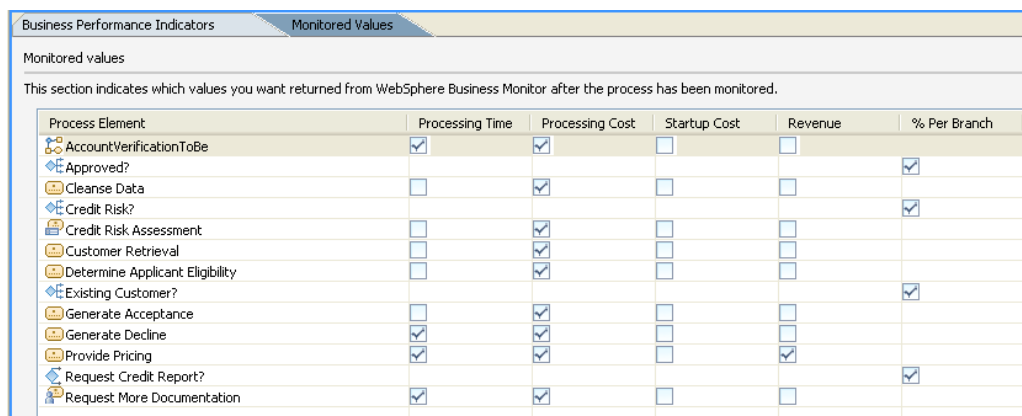 Business Performance Indicators Monitored Values
Monitored values
This section indicates which values you want returned from WebSphere Business Monitor after the process has been monitored.
Process Element Processing Time Processing Cost Startup Cost Revenue % Per Branch
AccountVerificationToBe
Approved?
Cleanse Data
Credit Risk?
Credit Risk Assessment
Customer Retrieval
Determine Applicant Eligibility
Existing Customer?
Generate Acceptance
Generate Decline
Provide Pricing
Request Credit Report?
Request More Documentation